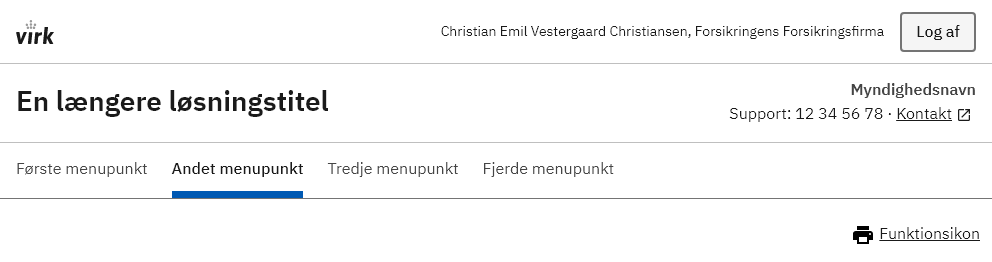 virk
Christian Emil Vestergaard Christiansen, Forsikringens Forsikringsfirma
Log af
En længere løsningstitel
Myndighedsnavn
Support: 12 34 56 78 · Kontakt
Første menupunkt Andet menupunkt Tredje menupunkt Fjerde menupunkt
Funktionsikon